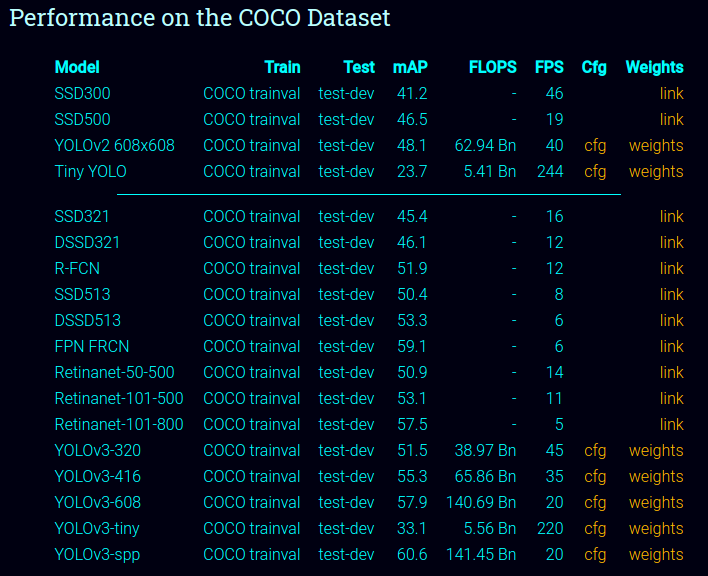 Performance on the COCO Dataset
Model Train Test mAP FLOPS FPS Cfg Weights
SSD300 COCO trainval test-dev 41.2 - 46 link
SSD500 COCO trainval test-dev 46.5 - 19 link
YOLOv2 608x608 COCO trainval test-dev 48.1 62.94 Bn 40 cfg weights
Tiny YOLO COCO trainval test-dev 23.7 5.41 Bn 244 cfg weights
SSD321 COCO trainval test-dev 45.4 - 16 link
DSSD321 COCO trainval test-dev 46.1 - 12 link
R-FCN COCO trainval test-dev 51.9 - 12 link
SSD513 COCO trainval test-dev 50.4 - 8 link
DSSD513 COCO trainval test-dev 53.3 - 6 link
FPN FRCN COCO trainval test-dev 59.1 - 6 link
Retinanet-50-500 COCO trainval test-dev 50.9 - 14 link
Retinanet-101-500 COCO trainval test-dev 53.1 - 11 link
Retinanet-101-800 COCO trainval test-dev 57.5 - 5 link
YOLOv3-320 COCO trainval test-dev 51.5 38.97 Bn 45 cfg weights
YOLOv3-416 COCO trainval test-dev 55.3 65.86 Bn 35 cfg weights
YOLOv3-608 COCO trainval test-dev 57.9 140.69 Bn 20 cfg weights
YOLOv3-tiny COCO trainval test-dev 33.1 5.56 Bn 220 cfg weights
YOLOv3-spp COCO trainval test-dev 60.6 141.45 Bn 20 cfg weights